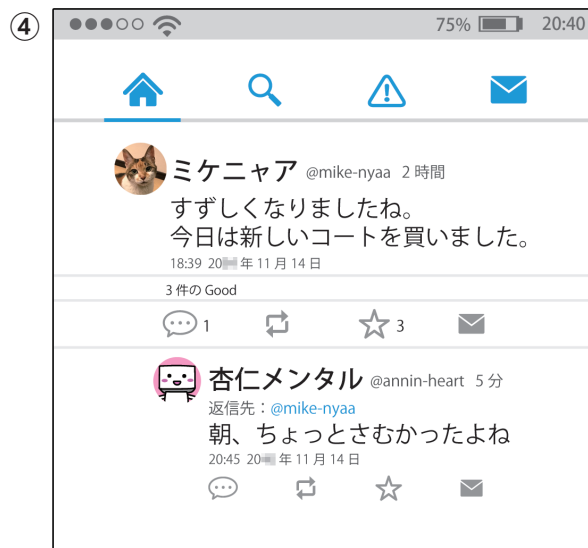 ④
75% 20:40
ミケニャア @mike-nyaa 2 時間
すずしくなりましたね。
今日は新しいコートを買いました。
18:39 20 年 11 月 14 日
3 件の Good
1 3
杏仁メンタル @annin-heart 5 分
返信先：@mike-nyaa
朝、ちょっとさむかったよね
20:45 20 年 11 月 14 日